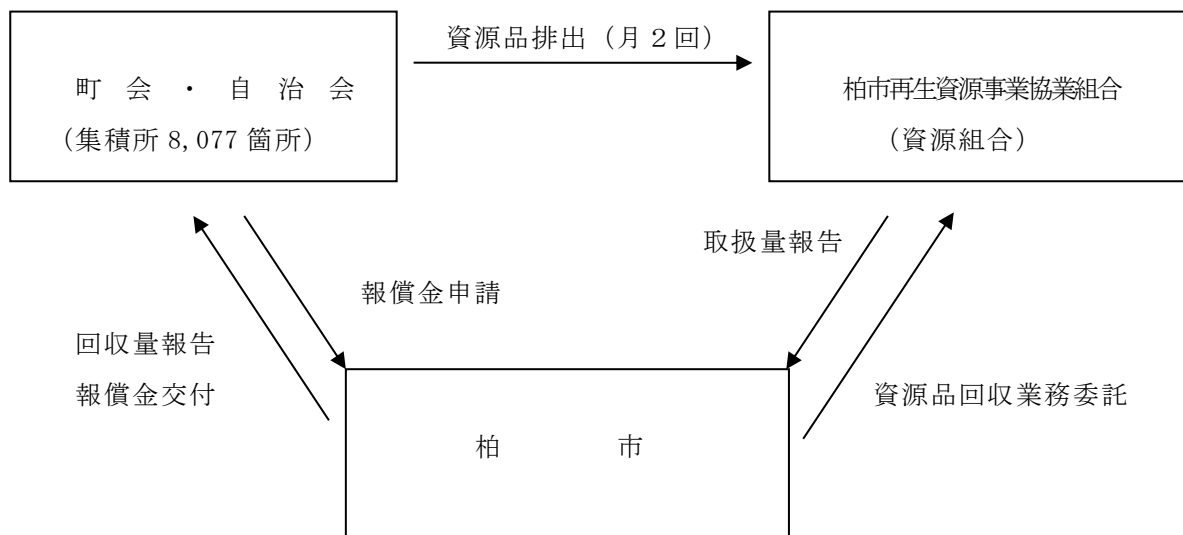 資源品排出（月２回）
町会・自治会
（集積所 8,077 箇所）
柏市再生資源事業協業組合
（資源組合）
取扱量報告
報償金申請
回収量報告
報償金交付
資源品回収業務委託
柏市